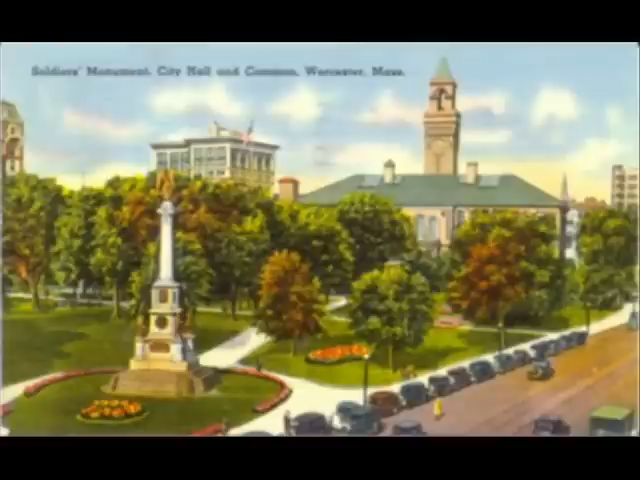 Soldiers' Monument, City Hall and Common, Worcester, Mass.